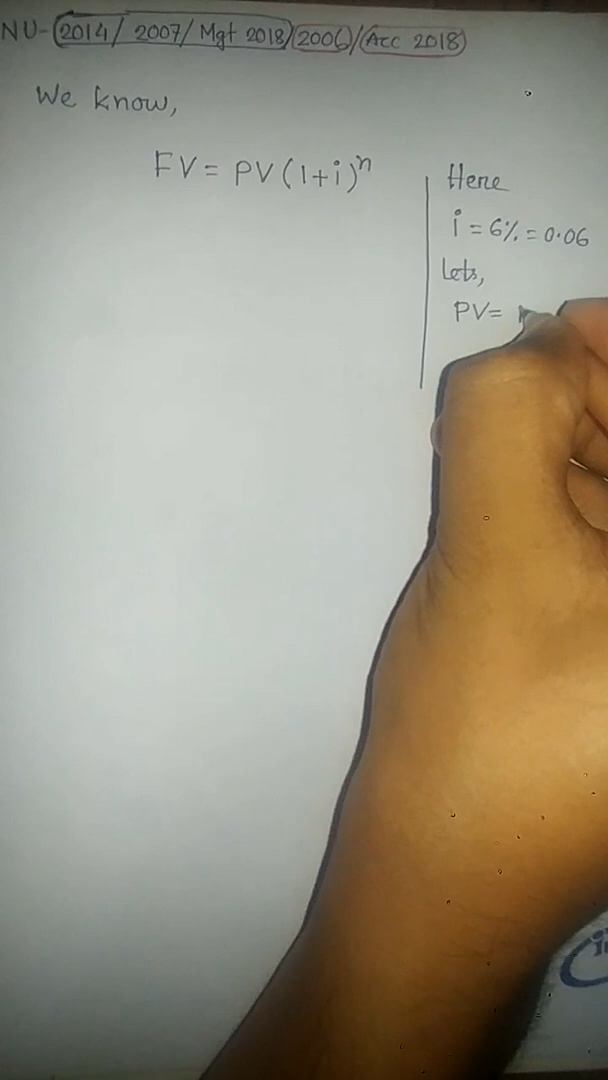 NU-(2014/ 2007/ Mgt 2018)(2006)/(Acc 2018)
We know,
FV = PV(1+i)^n
Here
i = 6% = 0.06
Lets,
PV =